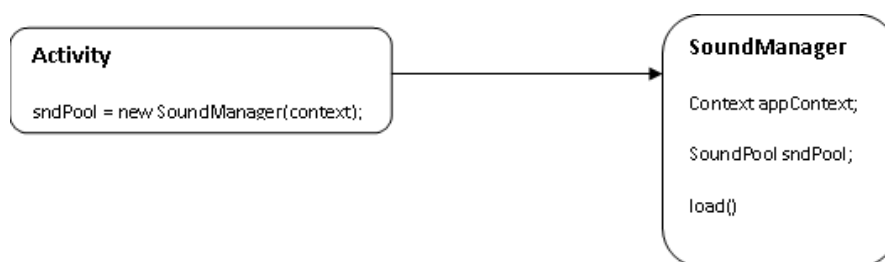 Activity
sndPool = new SoundManager(context);
SoundManager
Context appContext;
SoundPool sndPool;
load()